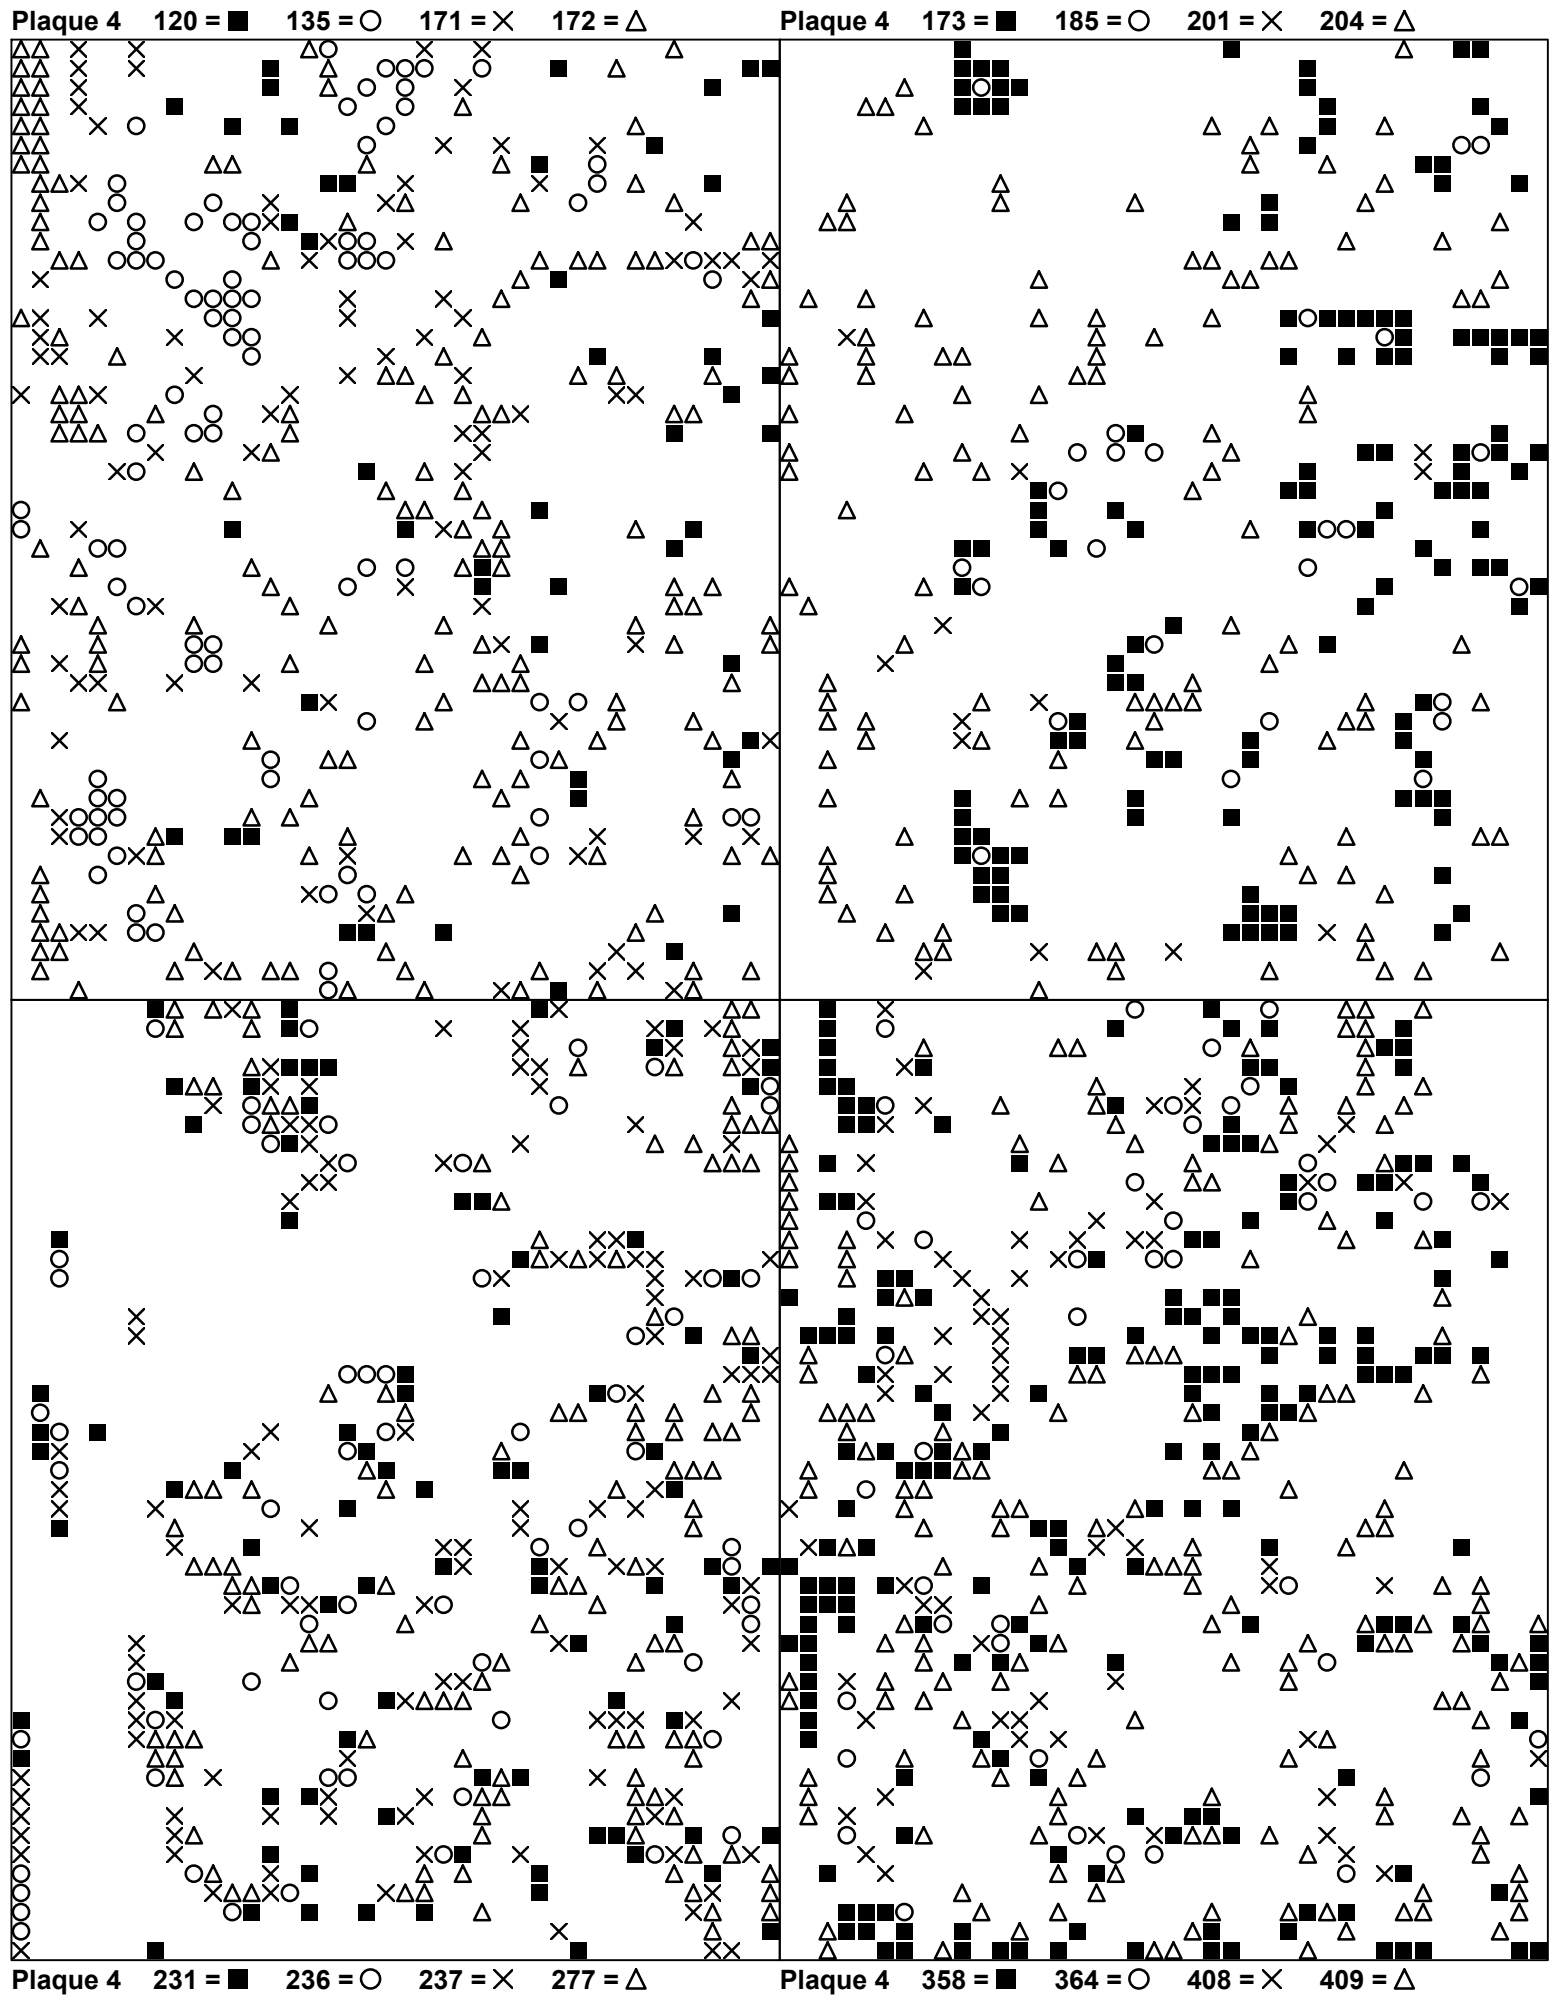 Plaque 4 120 = ■ 135 = ○ 171 = × 172 = △
Plaque 4 173 = ■ 185 = ○ 201 = × 204 = △
Plaque 4 231 = ■ 236 = ○ 237 = × 277 = △
Plaque 4 358 = ■ 364 = ○ 408 = × 409 = △